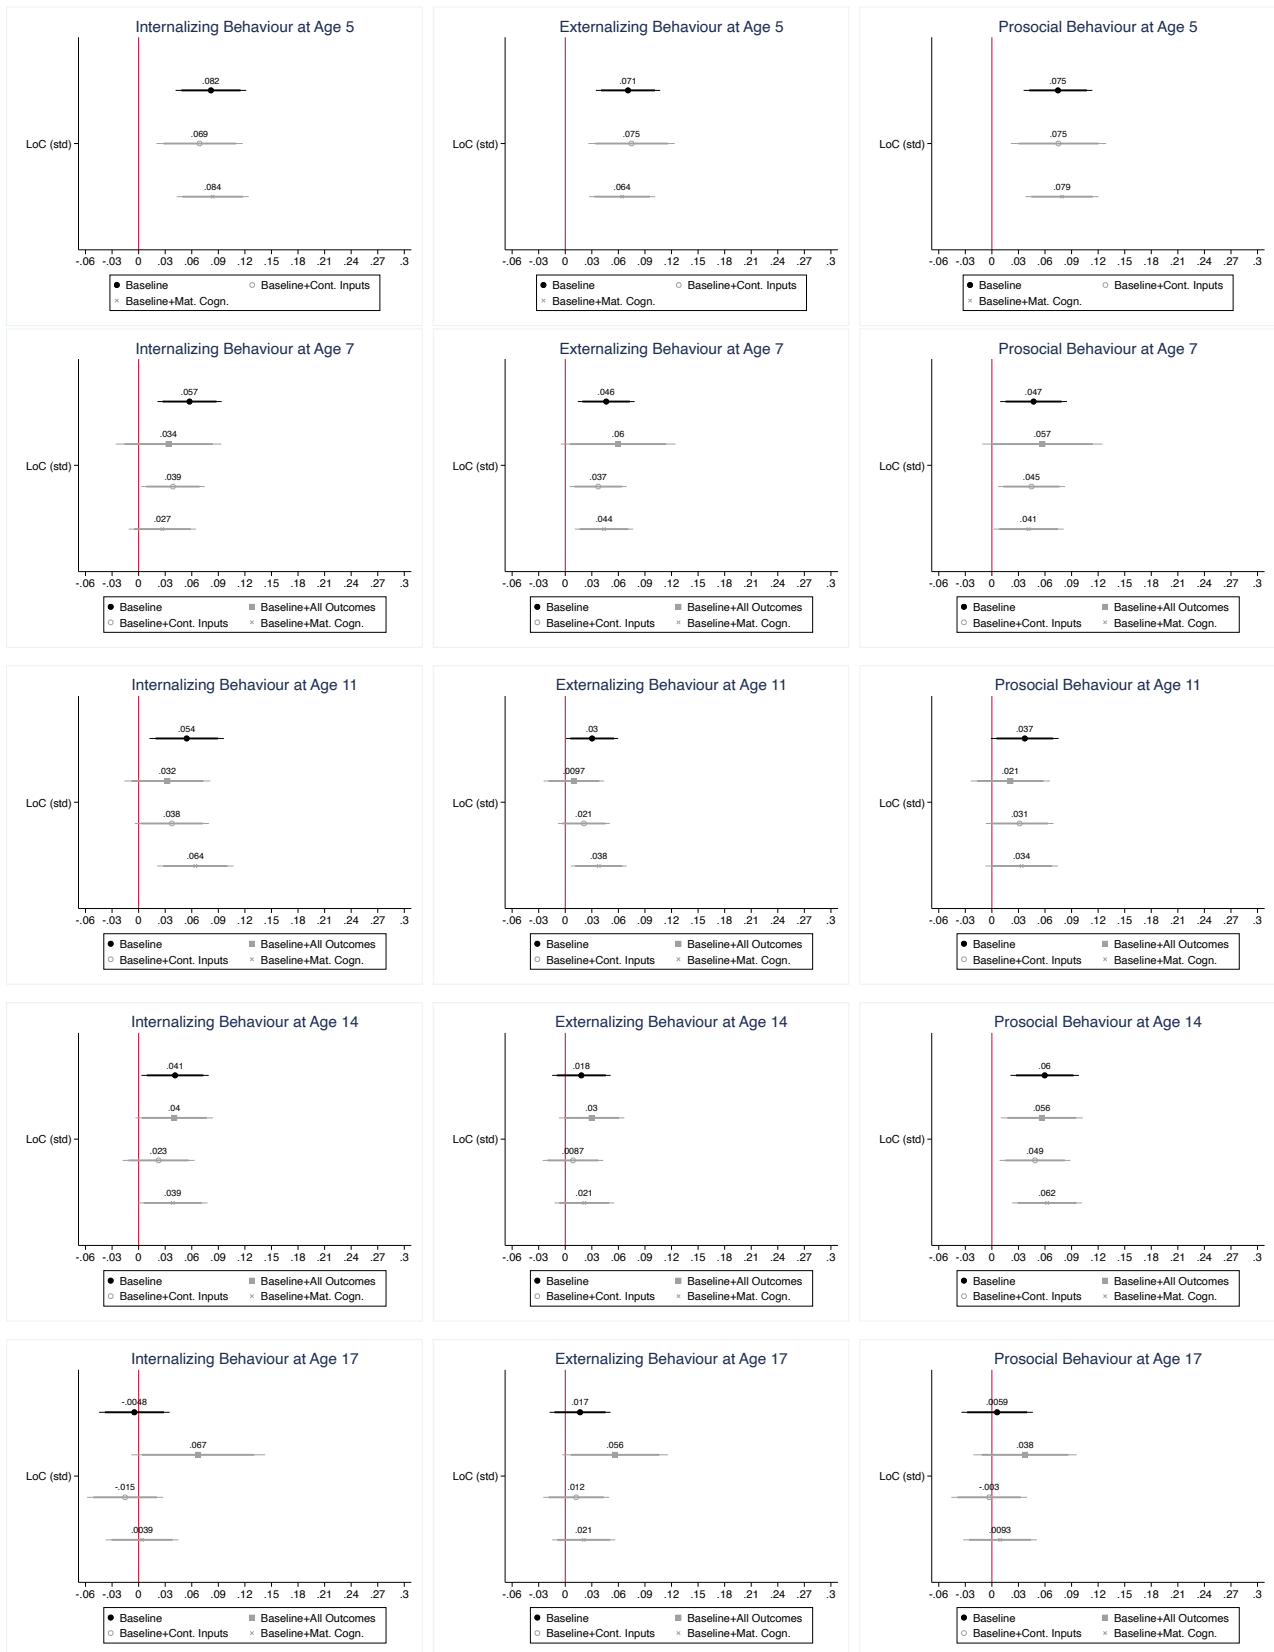 Internalizing Behaviour at Age 5
.082
.069
LoC (std)
.084
-.06 -.03 0 .03 .06 .09 .12 .15 .18 .21 .24 .27 .3
Baseline Baseline+Cont. Inputs
Baseline+Mat. Cogn.
Externalizing Behaviour at Age 5
.071
.075
LoC (std)
.064
-.06 -.03 0 .03 .06 .09 .12 .15 .18 .21 .24 .27 .3
Baseline Baseline+Cont. Inputs
Baseline+Mat. Cogn.
Prosocial Behaviour at Age 5
.075
.075
LoC (std)
.079
-.06 -.03 0 .03 .06 .09 .12 .15 .18 .21 .24 .27 .3
Baseline Baseline+Cont. Inputs
Baseline+Mat. Cogn.
Internalizing Behaviour at Age 7
.057
.034
LoC (std)
.039
.027
-.06 -.03 0 .03 .06 .09 .12 .15 .18 .21 .24 .27 .3
Baseline Baseline+All Outcomes
Baseline+Cont. Inputs Baseline+Mat. Cogn.
Externalizing Behaviour at Age 7
.046
.06
LoC (std)
.037
.044
-.06 -.03 0 .03 .06 .09 .12 .15 .18 .21 .24 .27 .3
Baseline Baseline+All Outcomes
Baseline+Cont. Inputs Baseline+Mat. Cogn.
Prosocial Behaviour at Age 7
.047
.057
LoC (std)
.045
.041
-.06 -.03 0 .03 .06 .09 .12 .15 .18 .21 .24 .27 .3
Baseline Baseline+All Outcomes
Baseline+Cont. Inputs Baseline+Mat. Cogn.
Internalizing Behaviour at Age 11
.054
.032
LoC (std)
.038
.064
-.06 -.03 0 .03 .06 .09 .12 .15 .18 .21 .24 .27 .3
Baseline Baseline+All Outcomes
Baseline+Cont. Inputs Baseline+Mat. Cogn.
Externalizing Behaviour at Age 11
.03
.0097
LoC (std)
.021
.038
-.06 -.03 0 .03 .06 .09 .12 .15 .18 .21 .24 .27 .3
Baseline Baseline+All Outcomes
Baseline+Cont. Inputs Baseline+Mat. Cogn.
Prosocial Behaviour at Age 11
.037
.021
LoC (std)
.031
.034
-.06 -.03 0 .03 .06 .09 .12 .15 .18 .21 .24 .27 .3
Baseline Baseline+All Outcomes
Baseline+Cont. Inputs Baseline+Mat. Cogn.
Internalizing Behaviour at Age 14
.041
.04
LoC (std)
.023
.039
-.06 -.03 0 .03 .06 .09 .12 .15 .18 .21 .24 .27 .3
Baseline Baseline+All Outcomes
Baseline+Cont. Inputs Baseline+Mat. Cogn.
Externalizing Behaviour at Age 14
.018
.03
LoC (std)
.0087
.021
-.06 -.03 0 .03 .06 .09 .12 .15 .18 .21 .24 .27 .3
Baseline Baseline+All Outcomes
Baseline+Cont. Inputs Baseline+Mat. Cogn.
Prosocial Behaviour at Age 14
.06
.056
LoC (std)
.049
.062
-.06 -.03 0 .03 .06 .09 .12 .15 .18 .21 .24 .27 .3
Baseline Baseline+All Outcomes
Baseline+Cont. Inputs Baseline+Mat. Cogn.
Internalizing Behaviour at Age 17
-.0048
.067
LoC (std)
-.015
.0039
-.06 -.03 0 .03 .06 .09 .12 .15 .18 .21 .24 .27 .3
Baseline Baseline+All Outcomes
Baseline+Cont. Inputs Baseline+Mat. Cogn.
Externalizing Behaviour at Age 17
.017
.056
LoC (std)
.012
.021
-.06 -.03 0 .03 .06 .09 .12 .15 .18 .21 .24 .27 .3
Baseline Baseline+All Outcomes
Baseline+Cont. Inputs Baseline+Mat. Cogn.
Prosocial Behaviour at Age 17
.0059
.038
LoC (std)
-.003
.0093
-.06 -.03 0 .03 .06 .09 .12 .15 .18 .21 .24 .27 .3
Baseline Baseline+All Outcomes
Baseline+Cont. Inputs Baseline+Mat. Cogn.